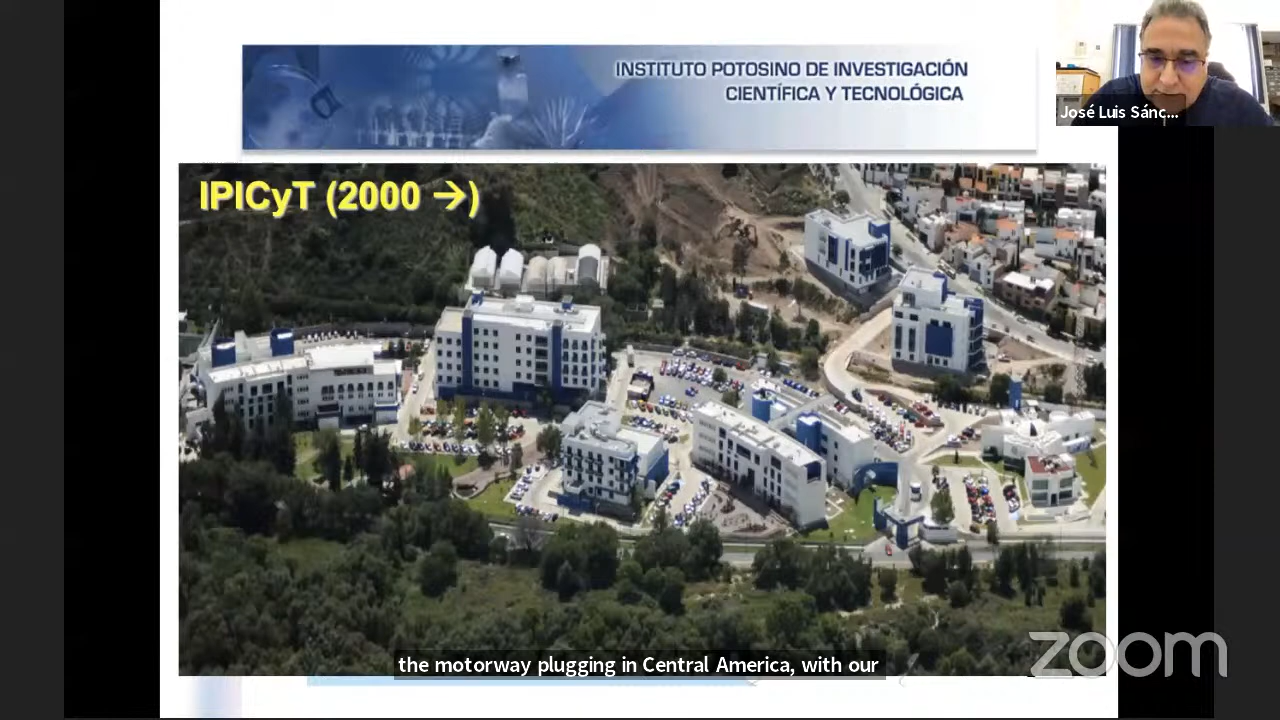 INSTITUTO POTOSINO DE INVESTIGACIÓN
CIENTÍFICA Y TECNOLÓGICA
José Luis Sánc...
IPICyT (2000 →)
the motorway plugging in Central America, with our
zoom